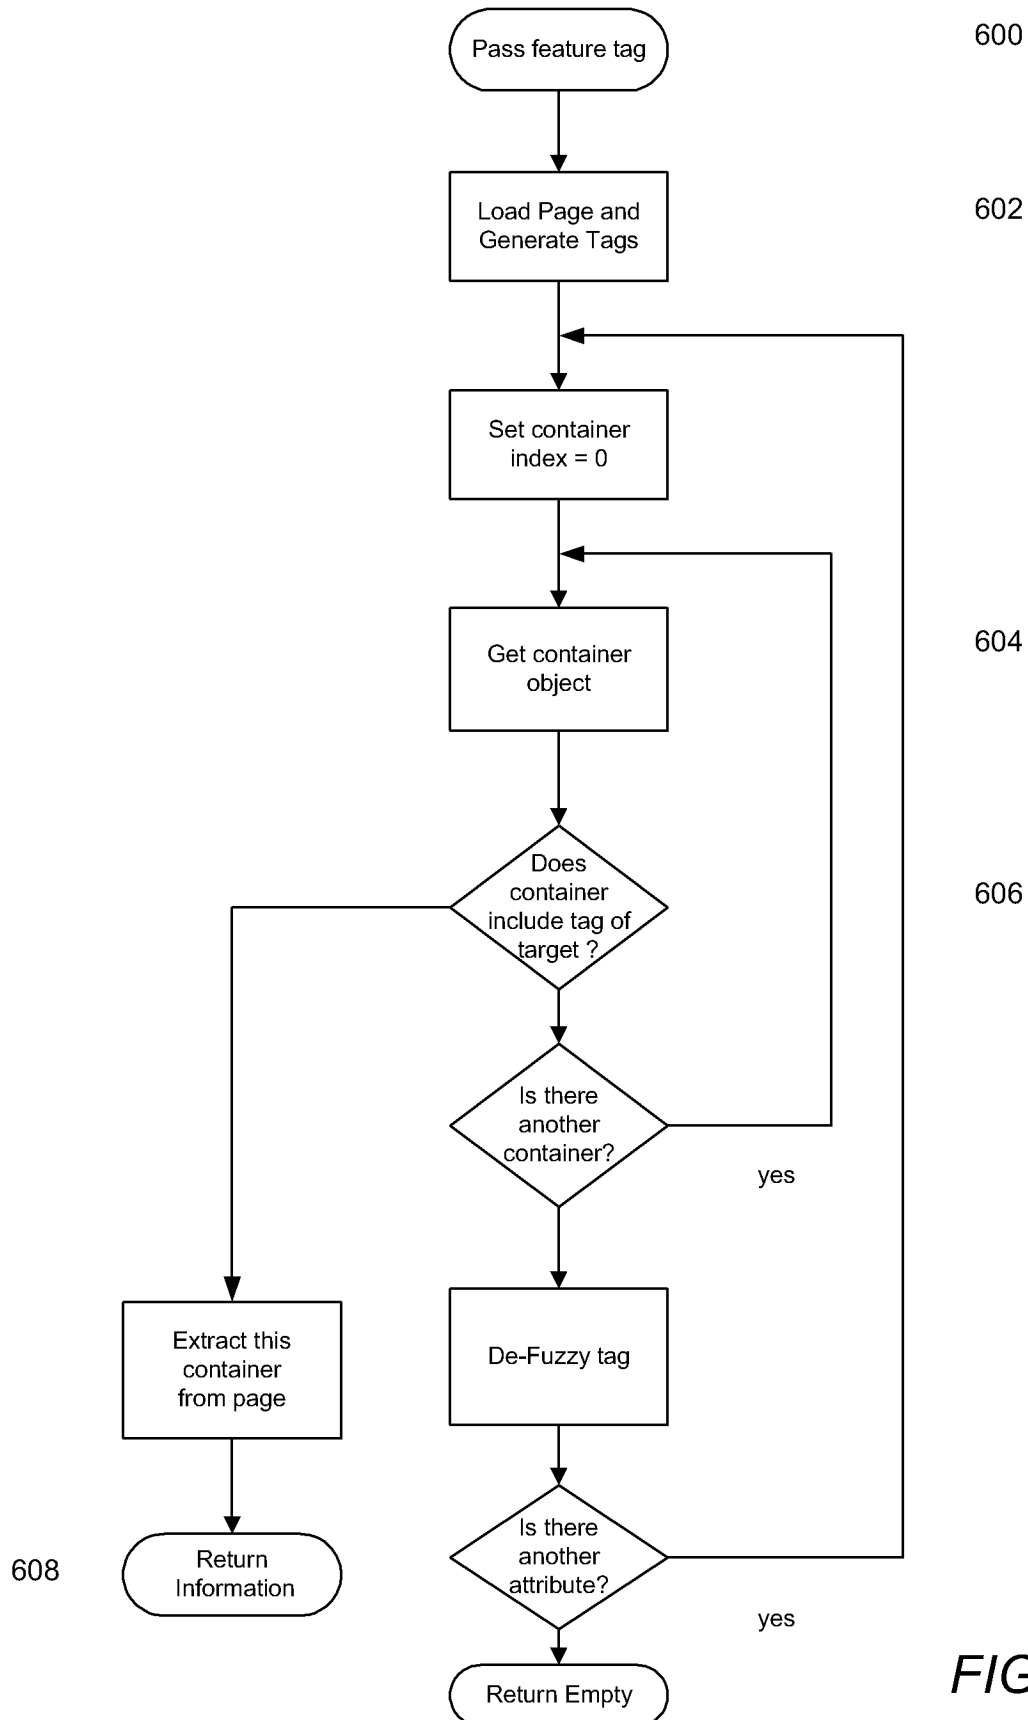 Pass feature tag
600
Load Page and
Generate Tags
602
Set container
index = 0
Get container
object
604
Does
container
include tag of
target ?
606
Is there
another
container?
yes
Extract this
container
from page
De-Fuzzy tag
Is there
another
attribute?
yes
608
Return
Information
Return Empty
FIG